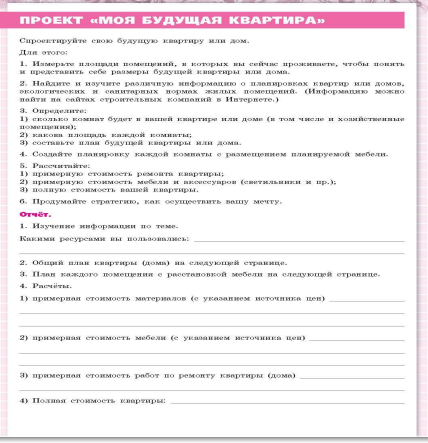 ПРОЕКТ «МОЯ БУДУЩАЯ КВАРТИРА»
Спроектируйте свою будущую квартиру или дом.
Для этого:
1. Измерьте площади помещений, в которых вы сейчас проживаете, чтобы понять
и представить себе размеры будущей квартиры или дома.
2. Найдите и изучите различную информацию о планировках квартир или домов,
экологических и санитарных нормах жилых помещений. (Информацию можно
найти на сайтах строительных компаний в Интернете.)
3. Определите:
1) сколько комнат будет в вашей квартире или доме (в том числе и хозяйственные
помещения);
2) какова площадь каждой комнаты;
3) составьте план будущей квартиры или дома.
4. Создайте планировку каждой комнаты с размещением планируемой мебели.
5. Рассчитайте:
1) примерную стоимость ремонта квартиры;
2) примерную стоимость мебели и аксессуаров (светильники и пр.);
3) полную стоимость вашей квартиры.
6. Продумайте стратегию, как осуществить вашу мечту.
Отчёт.
1. Изучение информации по теме.
Какими ресурсами вы пользовались:
2. Общий план квартиры (дома) на следующей странице.
3. План каждого помещения с расстановкой мебели на следующей странице.
4. Расчёты.
1) примерная стоимость материалов (с указанием источника цен)
2) примерная стоимость мебели (с указанием источника цен)
3) примерная стоимость работ по ремонту квартиры (дома)
4) Полная стоимость квартиры: